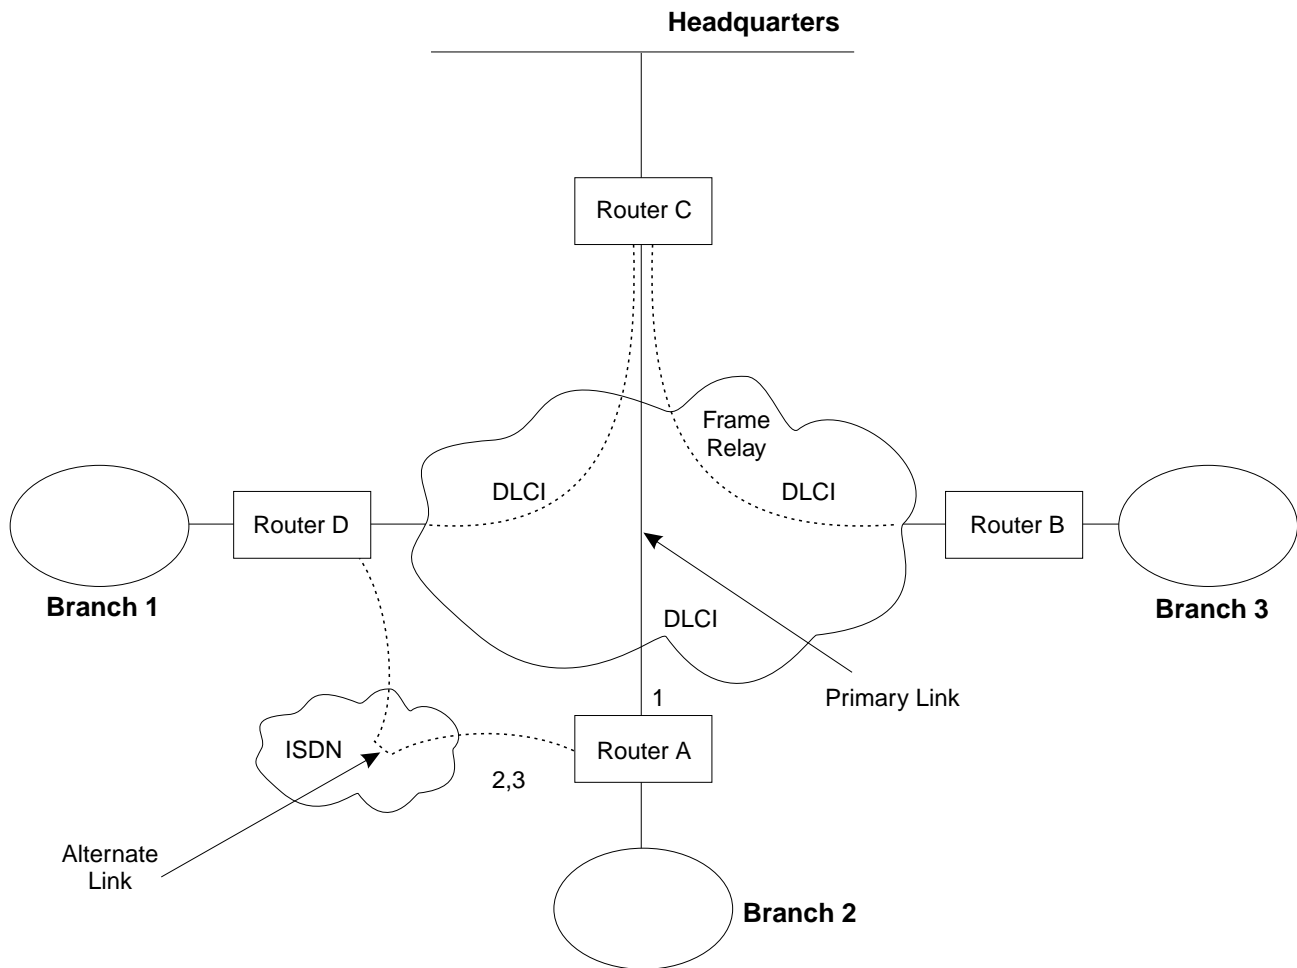 Headquarters
Router C
Frame
Relay
DLCI
DLCI
Router D
Router B
Branch 1
Branch 3
DLCI
Primary Link
1
ISDN
Router A
2,3
Alternate
Link
Branch 2